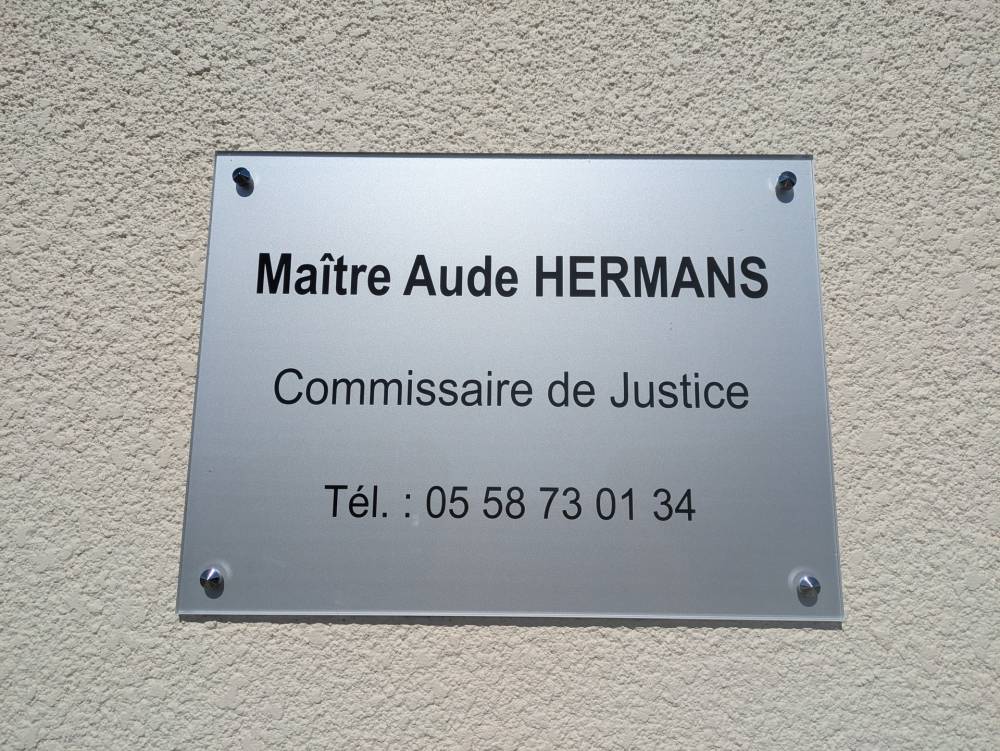 Maître Aude HERMANS
Commissaire de Justice
Tél. : 05 58 73 01 34